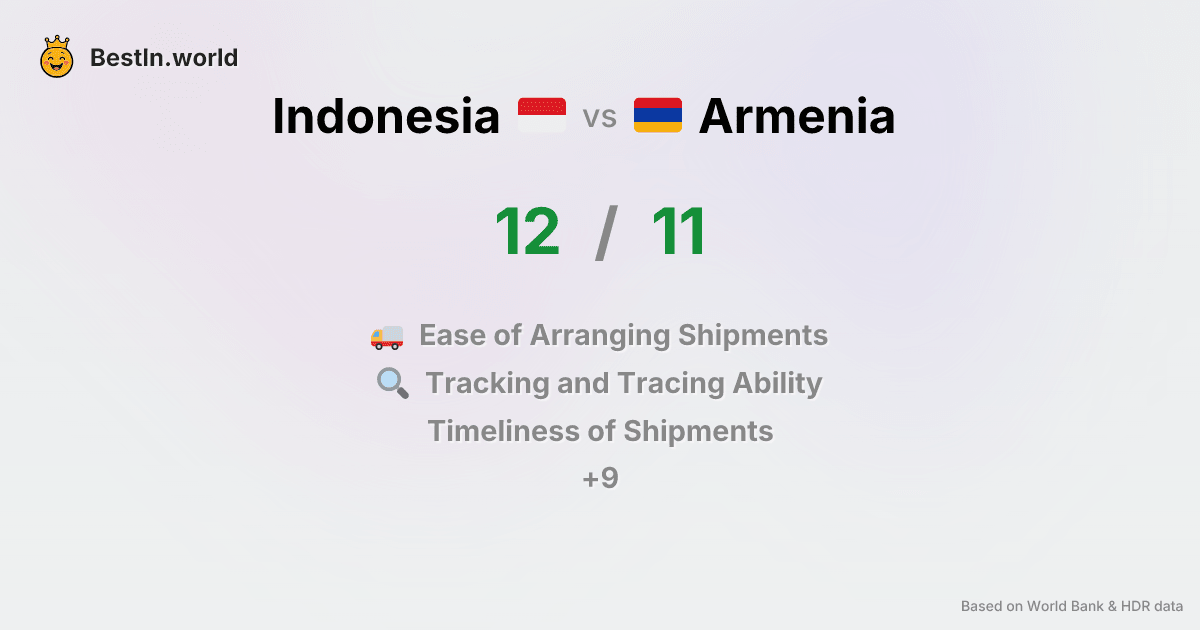 BestIn.world
Indonesia vs Armenia
12 / 11
Ease of Arranging Shipments
Tracking and Tracing Ability
Timeliness of Shipments
+9
Based on World Bank & HDR data